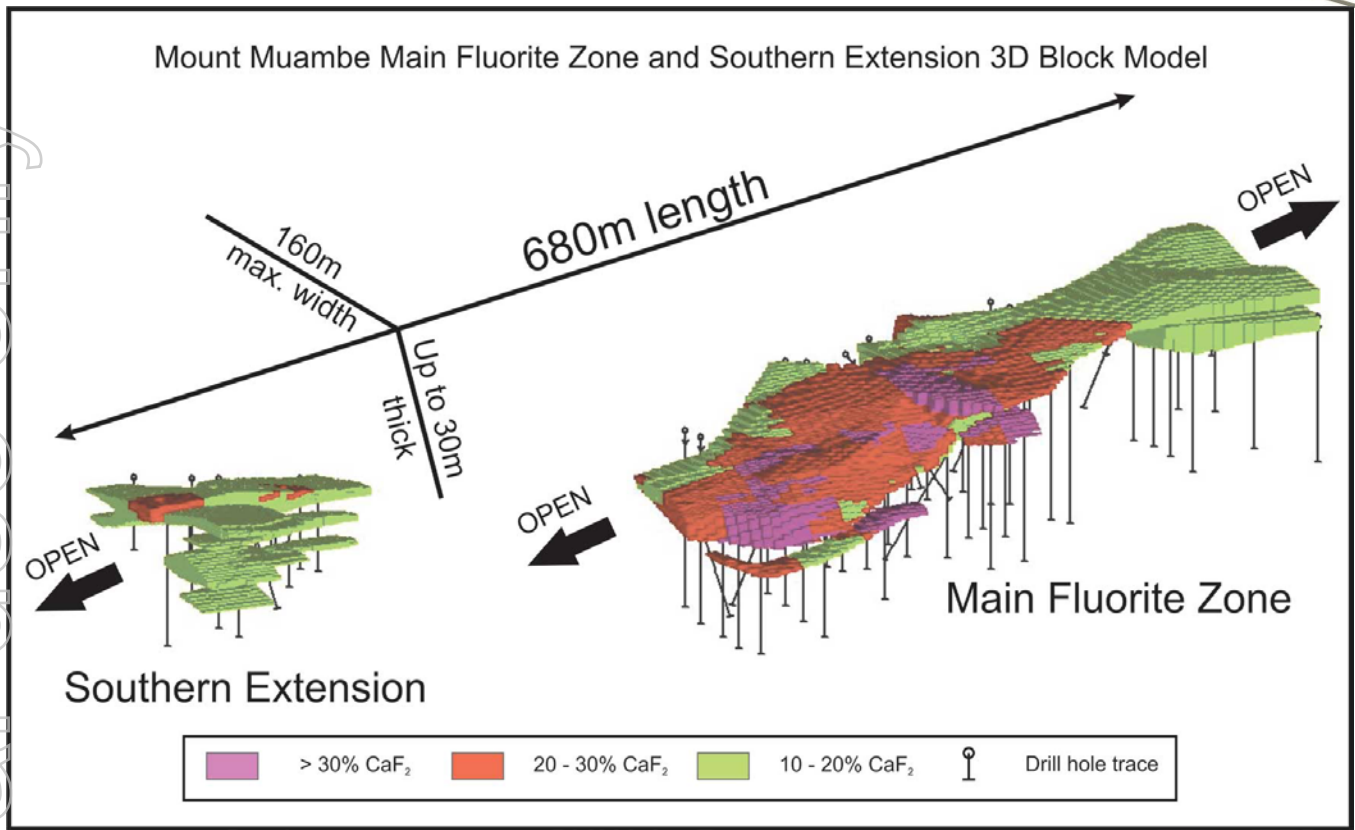 Mount Muambe Main Fluorite Zone and Southern Extension 3D Block Model
680m length
160m
max. width
Up to 30m
thick
OPEN
OPEN
OPEN
Main Fluorite Zone
Southern Extension
> 30% CaF₂
20 - 30% CaF₂
10 - 20% CaF₂
Drill hole trace